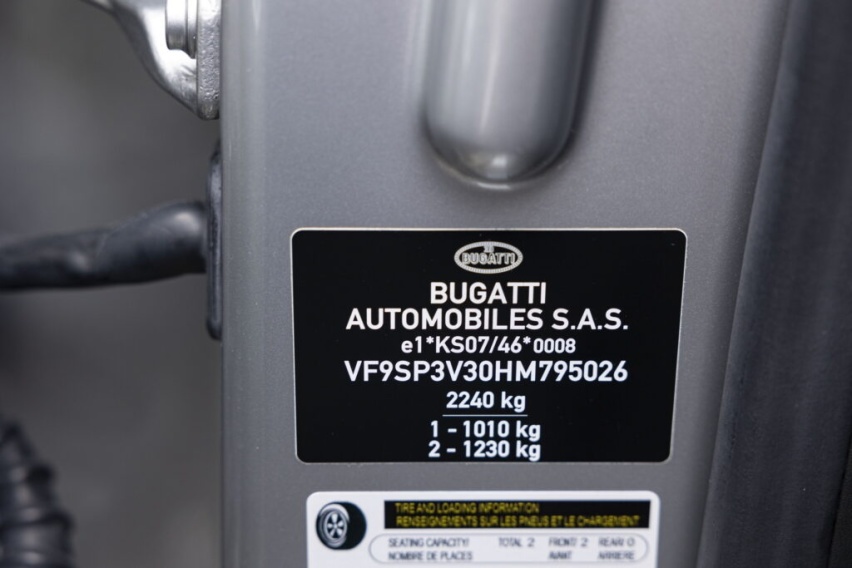 BUGATTI
BUGATTI
AUTOMOBILES S.A.S.
e1*KS07/46*0008
VF9SP3V30HM795026
2240 kg
1 - 1010 kg
2 - 1230 kg
TIRE AND LOADING INFORMATION
RENSEIGNEMENTS SUR LES PNEUS ET LE CHARGEMENT
SEATING CAPACITY/ TOTAL 2 FRONT/ 2 REAR/ 0
NOMBRE DE PLACES AVANT ARRIERE